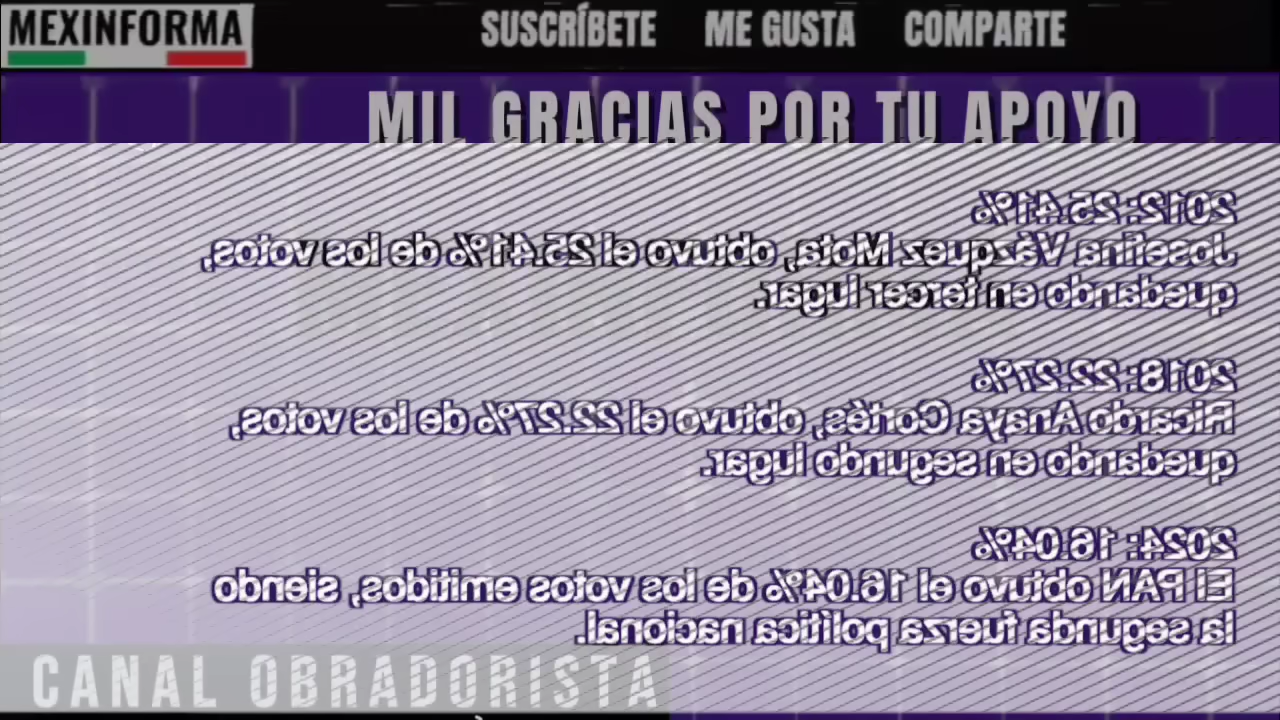 MEXINFORMA
SUSCRÍBETE ME GUSTA COMPARTE
MIL GRACIAS POR TU APOYO
2012: 25.41%
Josefina Vázquez Mota, obtuvo el 25.41% de los votos,
quedando en tercer lugar.
2018: 22.27%
Ricardo Anaya Cortés, obtuvo el 22.27% de los votos,
quedando en segundo lugar.
2024: 16.04%
El PAN obtuvo el 16.04% de los votos emitidos, siendo
la segunda fuerza política nacional.
CANAL OBRADORISTA